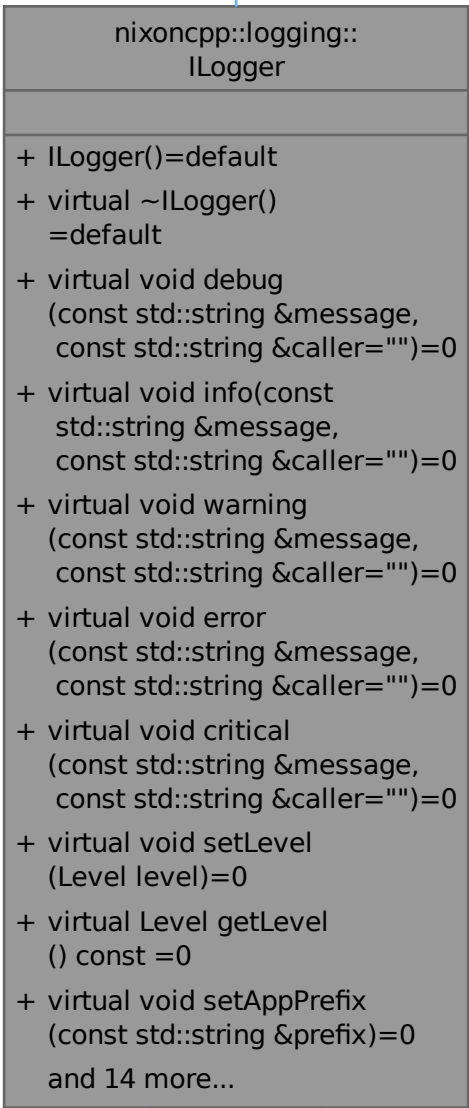 nixoncpp::logging::
ILogger
+ ILogger()=default
+ virtual ~ILogger()
=default
+ virtual void debug
(const std::string &message,
const std::string &caller="")=0
+ virtual void info(const
std::string &message,
const std::string &caller="")=0
+ virtual void warning
(const std::string &message,
const std::string &caller="")=0
+ virtual void error
(const std::string &message,
const std::string &caller="")=0
+ virtual void critical
(const std::string &message,
const std::string &caller="")=0
+ virtual void setLevel
(Level level)=0
+ virtual Level getLevel
() const =0
+ virtual void setAppPrefix
(const std::string &prefix)=0
and 14 more...